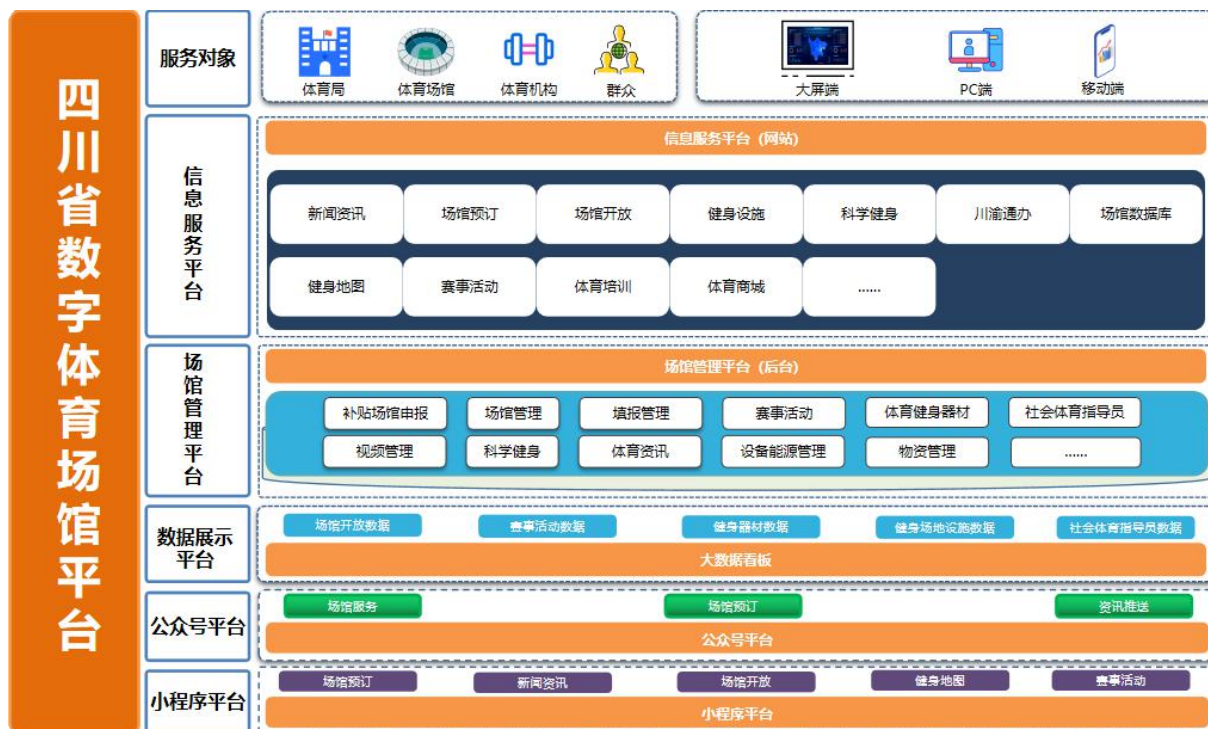 四川省数字体育场馆平台
服务对象
体育局
体育场馆
体育机构
群众
大屏端
PC端
移动端
信息服务平台
信息服务平台 (网站)
新闻资讯
场馆预订
场馆开放
健身设施
科学健身
川渝通办
场馆数据库
健身地图
赛事活动
体育培训
体育商城
......
场馆管理平台
场馆管理平台 (后台)
补贴场馆申报
场馆管理
填报管理
赛事活动
体育健身器材
社会体育指导员
视频管理
科学健身
体育资讯
设备能源管理
物资管理
......
数据展示
平台
场馆开放数据
赛事活动数据
健身器材数据
健身场地设施数据
社会体育指导员数据
大数据看板
公众号平台
场馆服务
场馆预订
资讯推送
公众号平台
小程序平台
场馆预订
新闻资讯
场馆开放
健身地图
赛事活动
小程序平台